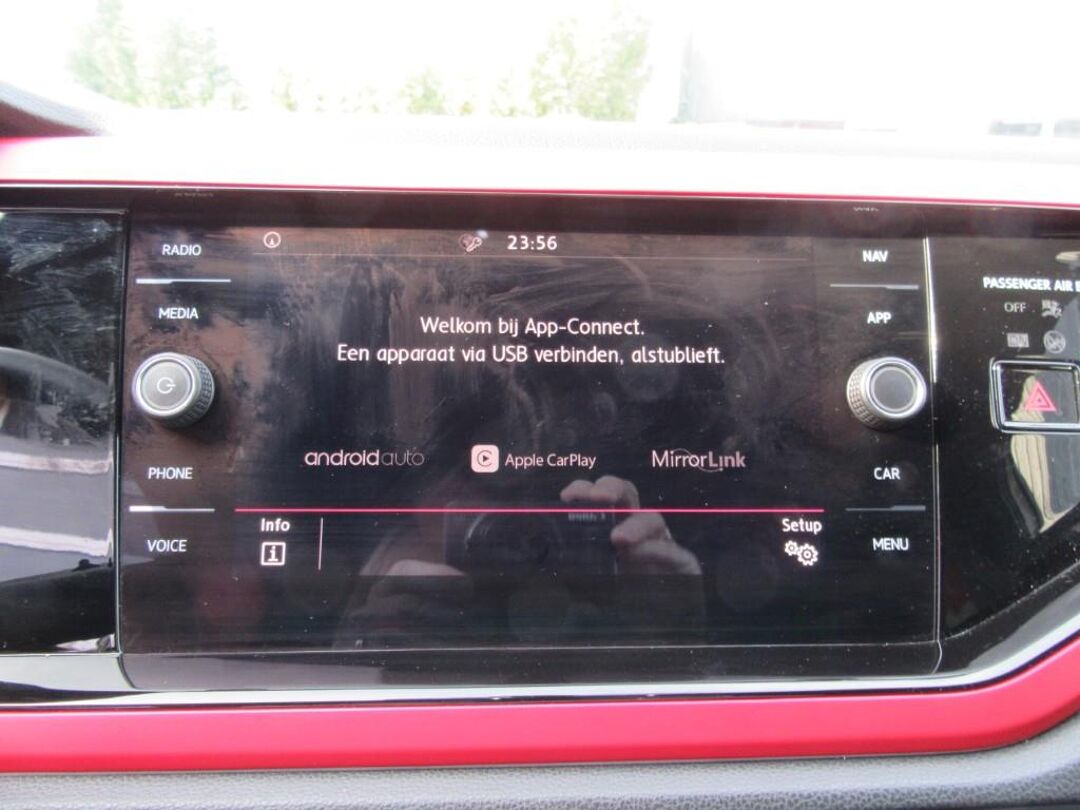 RADIO
MEDIA
PHONE
VOICE
23:56
Welkom bij App-Connect.
Een apparaat via USB verbinden, alstublieft.
androidauto
Apple CarPlay
MirrorLink
Info
Setup
NAV
APP
CAR
MENU
PASSENGER AIR
OFF